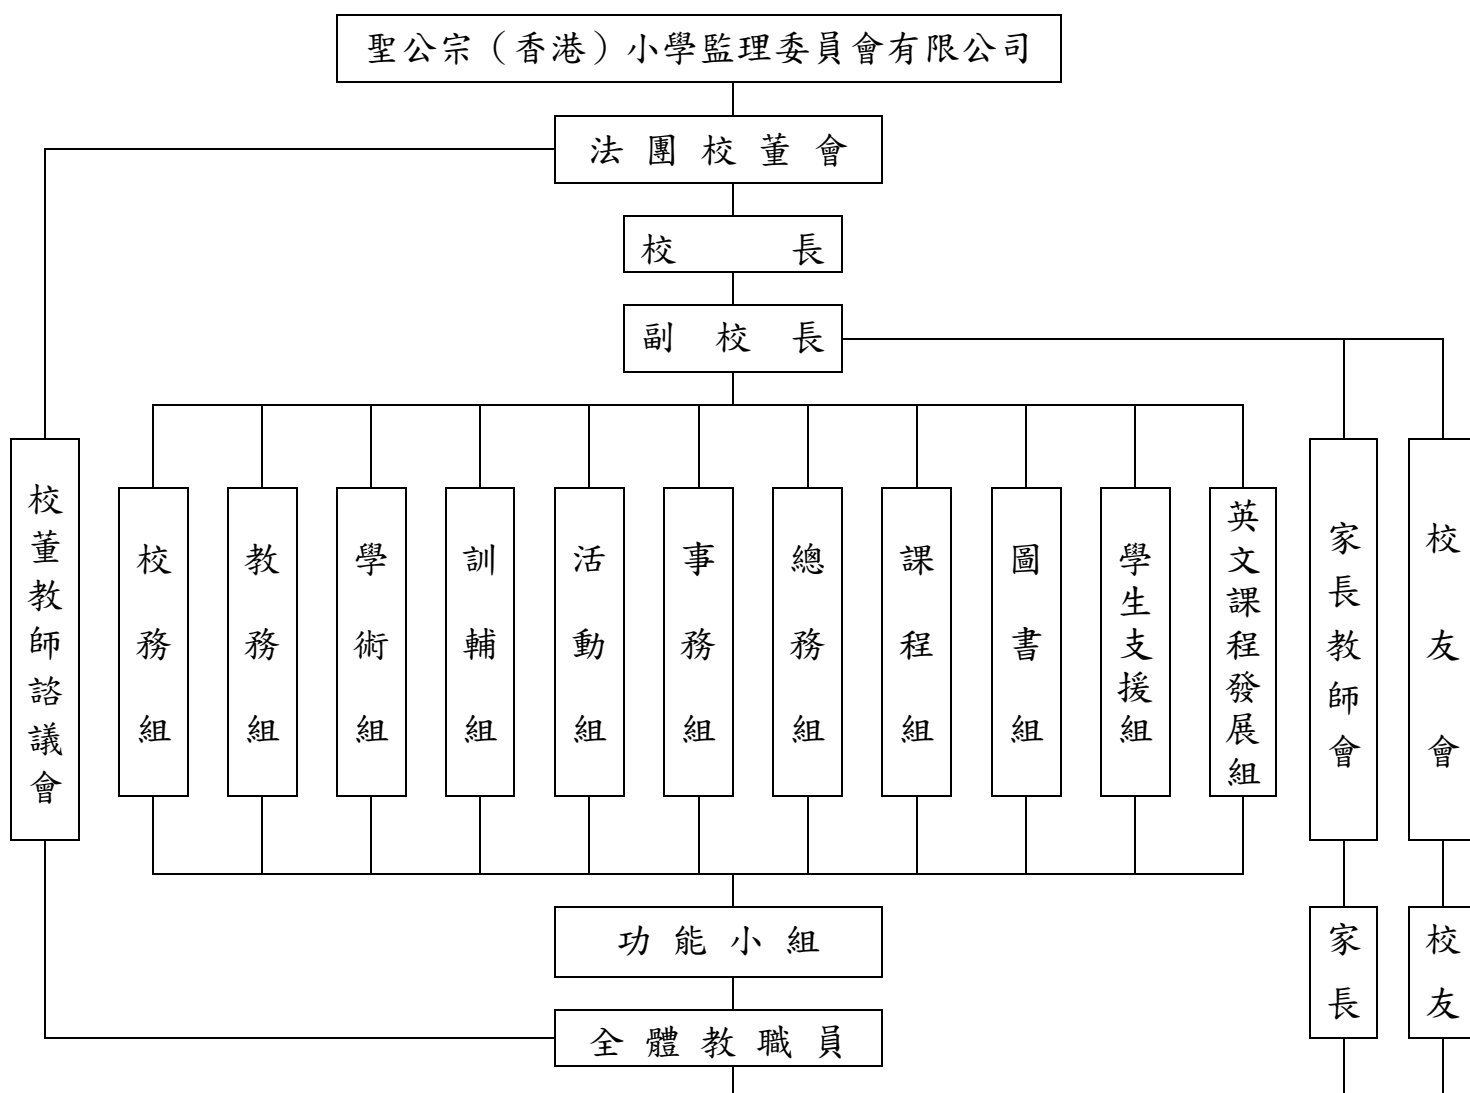 聖公宗（香港）小學監理委員會有限公司
法團校董會
校長
副校長
校董教師諮議會
校務組
教務組
學術組
訓輔組
活動組
事務組
總務組
課程組
圖書組
學生支援組
英文課程發展組
家長教師會
校友會
功能小組
家長
校友
全體教職員